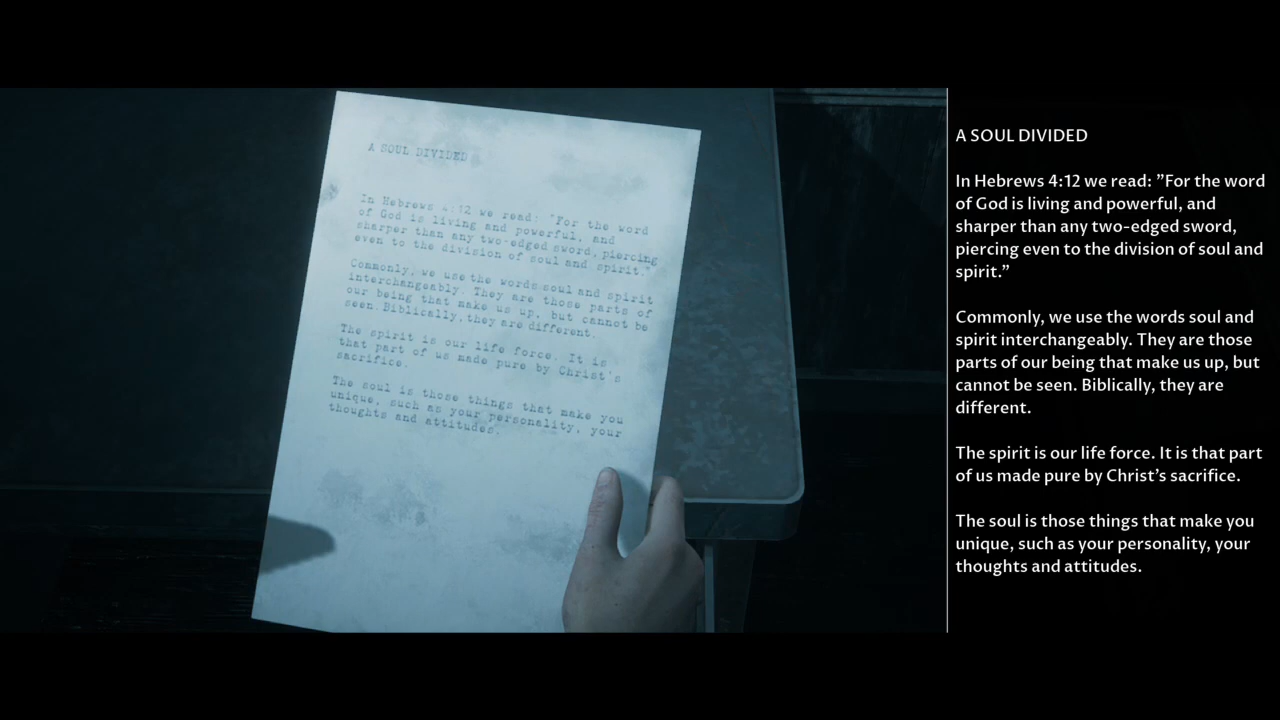 A SOUL DIVIDED
In Hebrews 4:12 we read: "For the word
of God is living and powerful, and
sharper than any two-edged sword, piercing
even to the division of soul and spirit."
Commonly, we use the words soul and spirit
interchangeably. They are those parts of
our being that make us up, but cannot be
seen. Biblically, they are different.
The spirit is our life force. It is
that part of us made pure by Christ's
sacrifice.
The soul is those things that make you
unique, such as your personality, your
thoughts and attitudes.
A SOUL DIVIDED
In Hebrews 4:12 we read: ”For the word
of God is living and powerful, and
sharper than any two-edged sword,
piercing even to the division of soul and
spirit.”
Commonly, we use the words soul and
spirit interchangeably. They are those
parts of our being that make us up, but
cannot be seen. Biblically, they are
different.
The spirit is our life force. It is that part
of us made pure by Christ’s sacrifice.
The soul is those things that make you
unique, such as your personality, your
thoughts and attitudes.